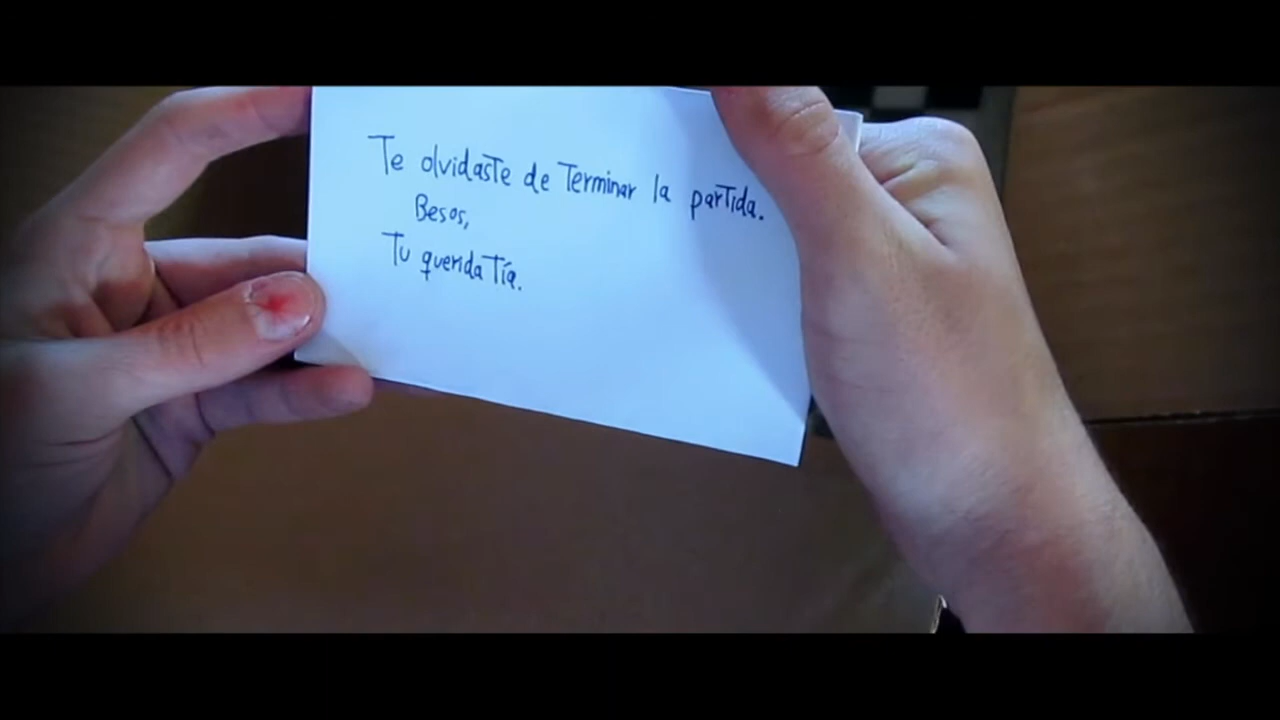 Te olvidaste de Terminar la partida.
Besos,
Tu querida Tía.